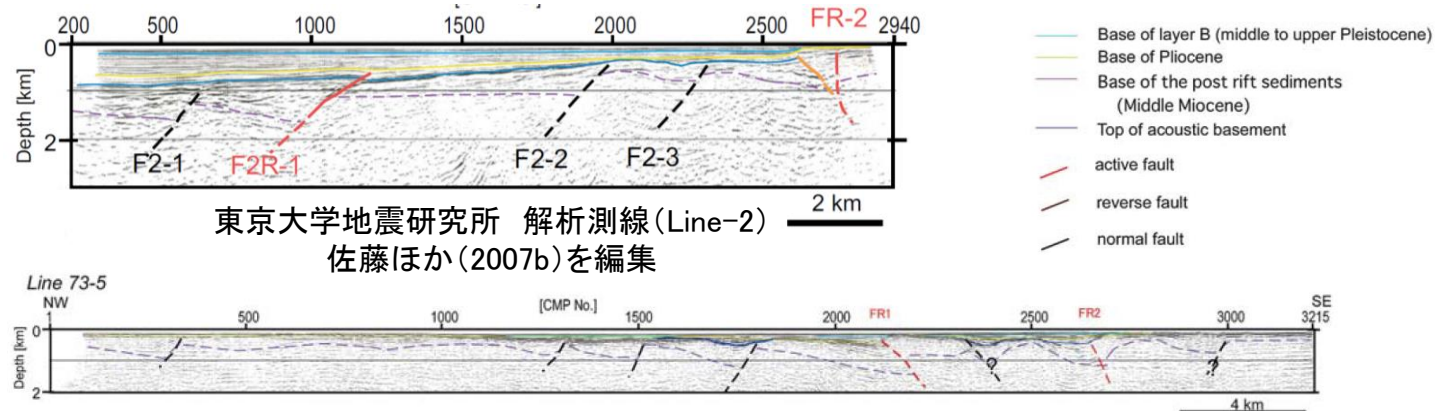 200 500 1000 2000 2500 FR-2 2940
0
Depth [km]
2
F2-1
F2R-1
F2-2
F2-3
2 km
東京大学地震研究所 解析測線(Line-2)
佐藤ほか(2007b)を編集
Base of layer B (middle to upper Pleistocene)
Base of Pliocene
Base of the post rift sediments
(Middle Miocene)
Top of acoustic basement
active fault
reverse fault
normal fault
Line 73-5
NW [CMP No.] SE
1 500 1000 1500 2000 FR1 2500 FR2 3000 3215
0
Depth [km]
2
?
?
4 km